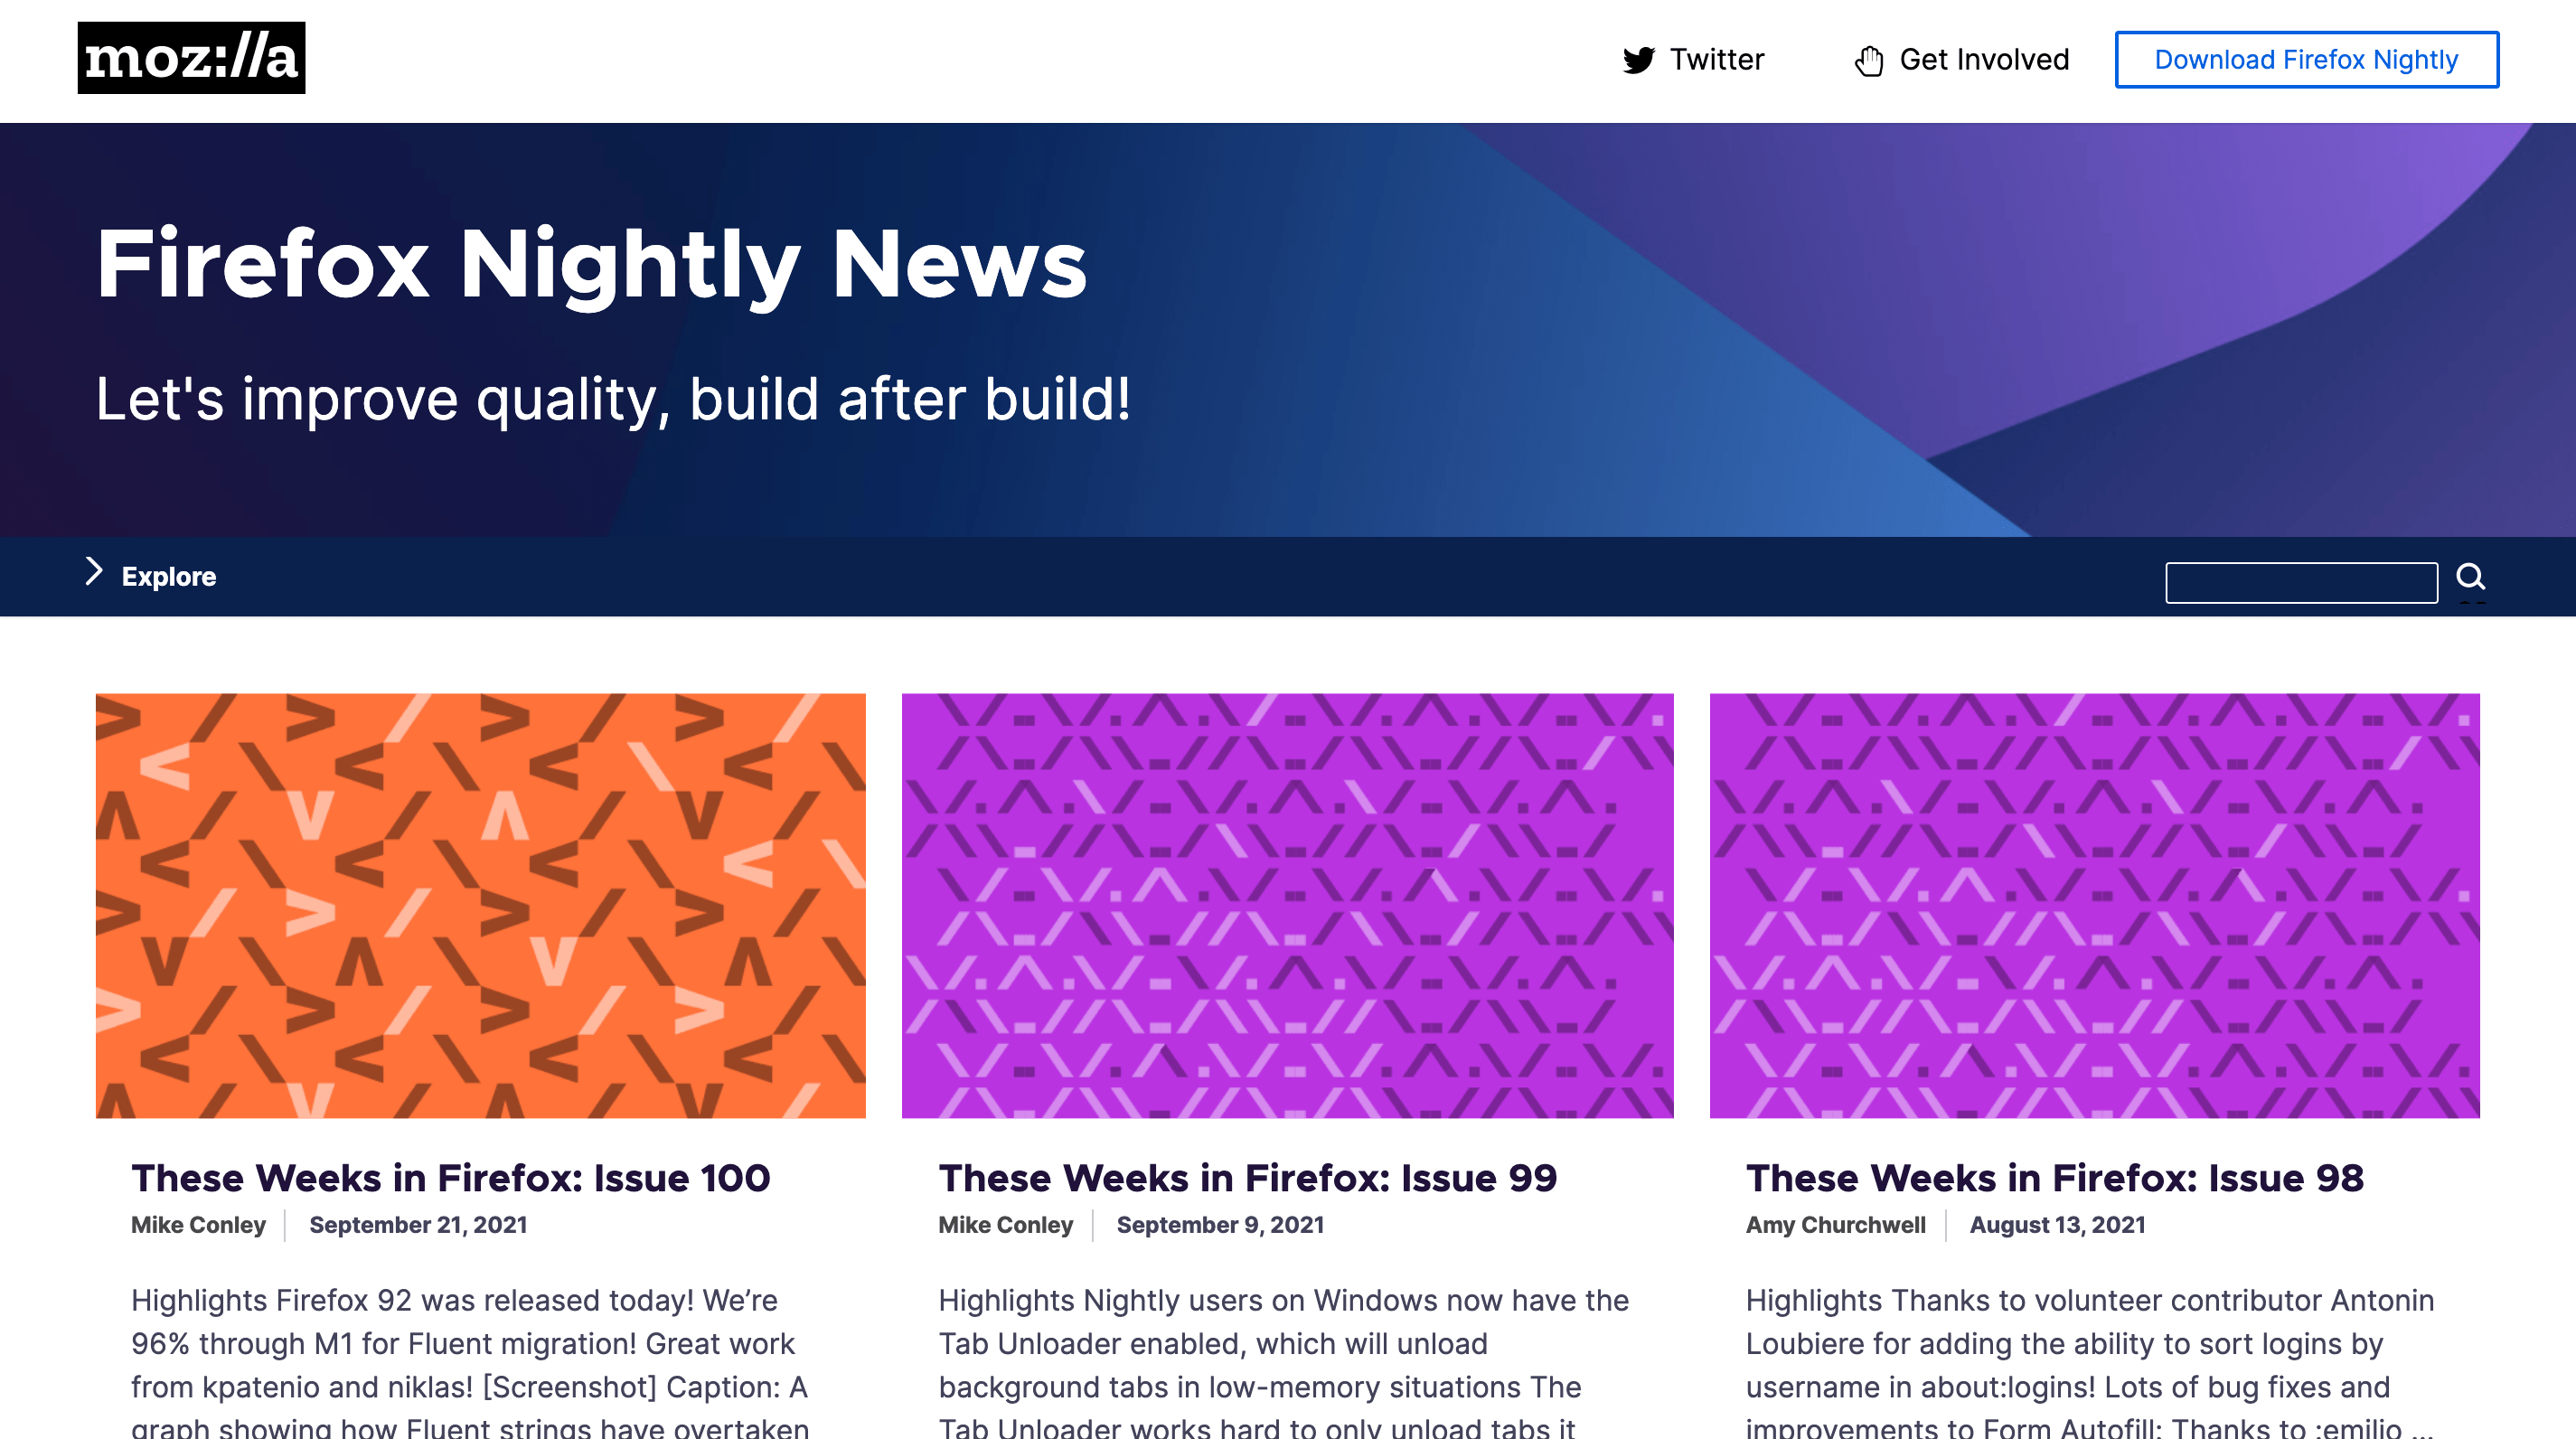 moz://a
Twitter
Get Involved
Download Firefox Nightly
Firefox Nightly News
Let's improve quality, build after build!
Explore
These Weeks in Firefox: Issue 100
Mike Conley
September 21, 2021
Highlights Firefox 92 was released today! We’re
96% through M1 for Fluent migration! Great work
from kpatenio and niklas! [Screenshot] Caption: A
graph showing how Fluent strings have overtaken
These Weeks in Firefox: Issue 99
Mike Conley
September 9, 2021
Highlights Nightly users on Windows now have the
Tab Unloader enabled, which will unload
background tabs in low-memory situations The
Tab Unloader works hard to only unload tabs it
These Weeks in Firefox: Issue 98
Amy Churchwell
August 13, 2021
Highlights Thanks to volunteer contributor Antonin
Loubiere for adding the ability to sort logins by
username in about:logins! Lots of bug fixes and
improvements to Form Autofill: Thanks to :emilio ...